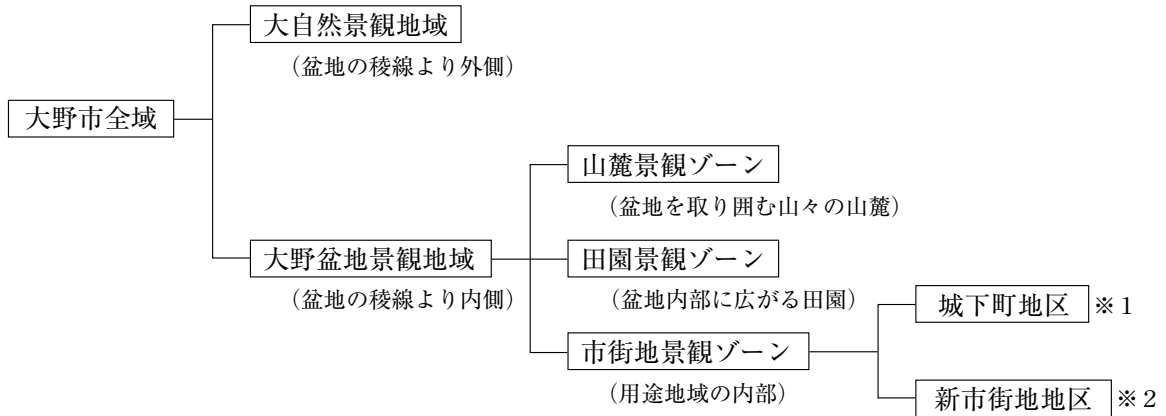 大自然景観地域
（盆地の稜線より外側）
大野市全域
山麓景観ゾーン
（盆地を取り囲む山々の山麓）
大野盆地景観地域
（盆地の稜線より内側）
田園景観ゾーン
（盆地内部に広がる田園）
城下町地区 ※1
市街地景観ゾーン
（用途地域の内部）
新市街地地区 ※2